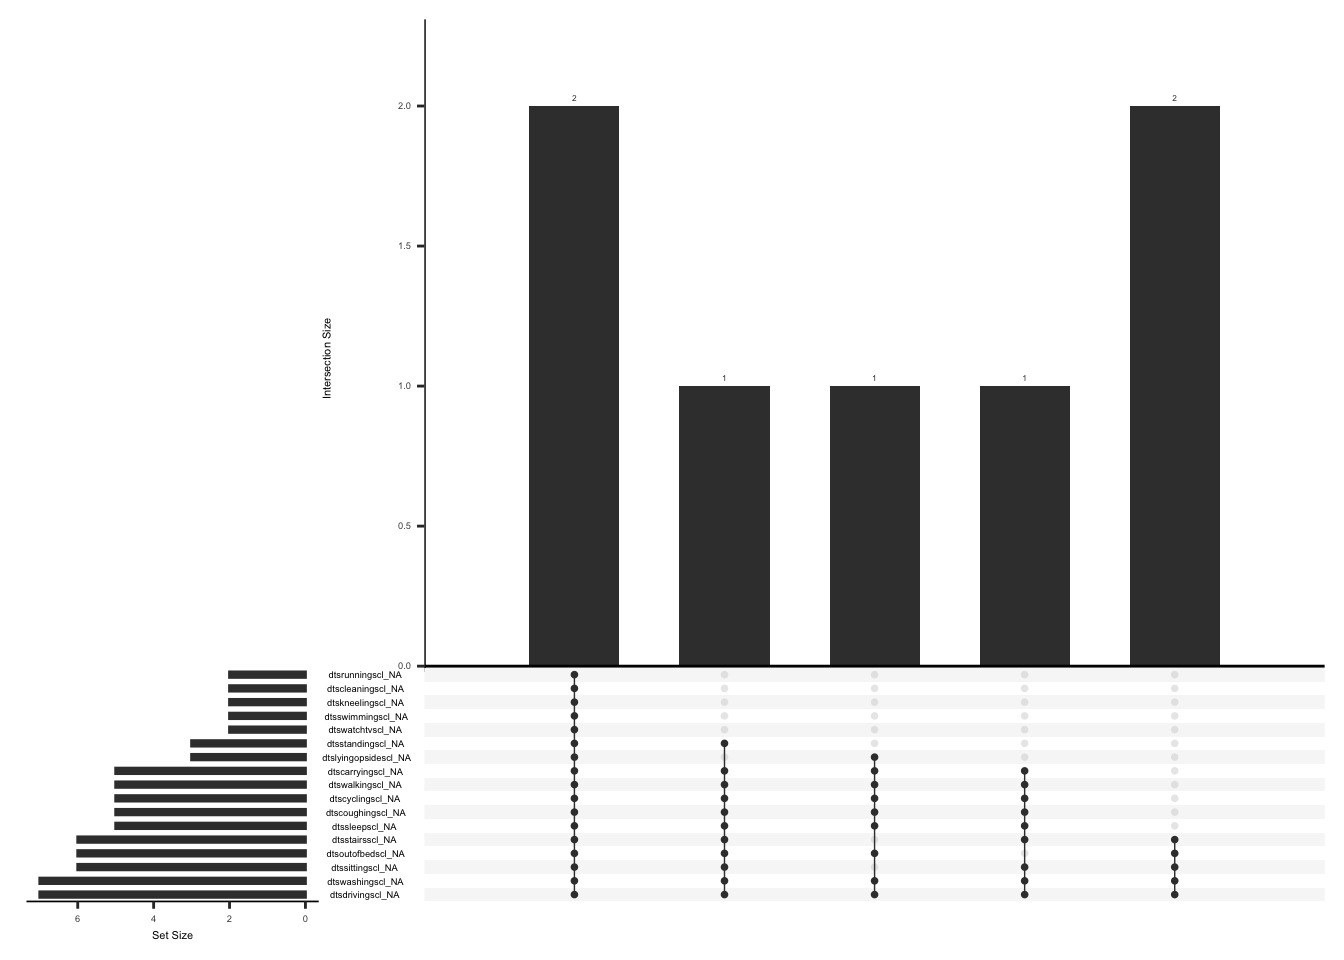 2
2
2.0
1.5
Intersection Size
1
1
1
1.0
0.5
0.0
dtsrunningscl_NA
dtscleaningscl_NA
dtskneelingscl_NA
dtsswimmingscl_NA
dtswatchtvscl_NA
dtsstandingscl_NA
dtslyingopsidescl_NA
dtscarryingscl_NA
dtswalkingscl_NA
dtscyclingscl_NA
dtscoughingscl_NA
dtssleepscl_NA
dtsstairsscl_NA
dtsoutofbedscl_NA
dtssittingscl_NA
dtswashingscl_NA
dtsdrivingscl_NA
6 4 2 0
Set Size